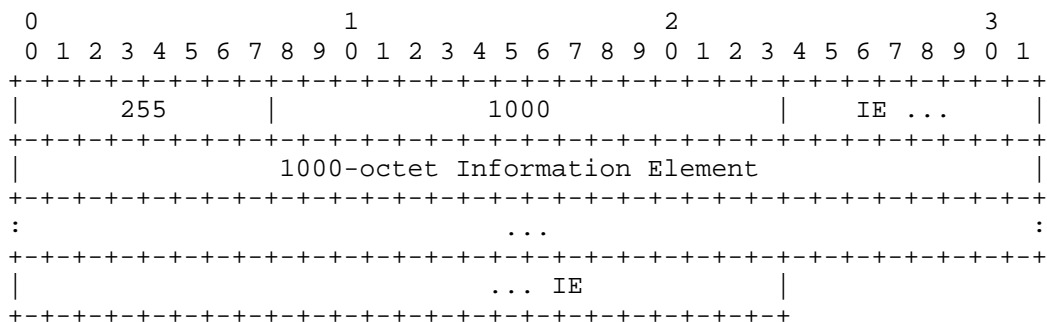 0                   1                   2                   3
 0 1 2 3 4 5 6 7 8 9 0 1 2 3 4 5 6 7 8 9 0 1 2 3 4 5 6 7 8 9 0 1
+-+-+-+-+-+-+-+-+-+-+-+-+-+-+-+-+-+-+-+-+-+-+-+-+-+-+-+-+-+-+-+-+
|      255      |             1000              |    IE ...     |
+-+-+-+-+-+-+-+-+-+-+-+-+-+-+-+-+-+-+-+-+-+-+-+-+-+-+-+-+-+-+-+-+
|                1000-octet Information Element                 |
+-+-+-+-+-+-+-+-+-+-+-+-+-+-+-+-+-+-+-+-+-+-+-+-+-+-+-+-+-+-+-+-+
:                              ...                              :
+-+-+-+-+-+-+-+-+-+-+-+-+-+-+-+-+-+-+-+-+-+-+-+-+-+-+-+-+-+-+-+-+
|                             ... IE            |
+-+-+-+-+-+-+-+-+-+-+-+-+-+-+-+-+-+-+-+-+-+-+-+-+